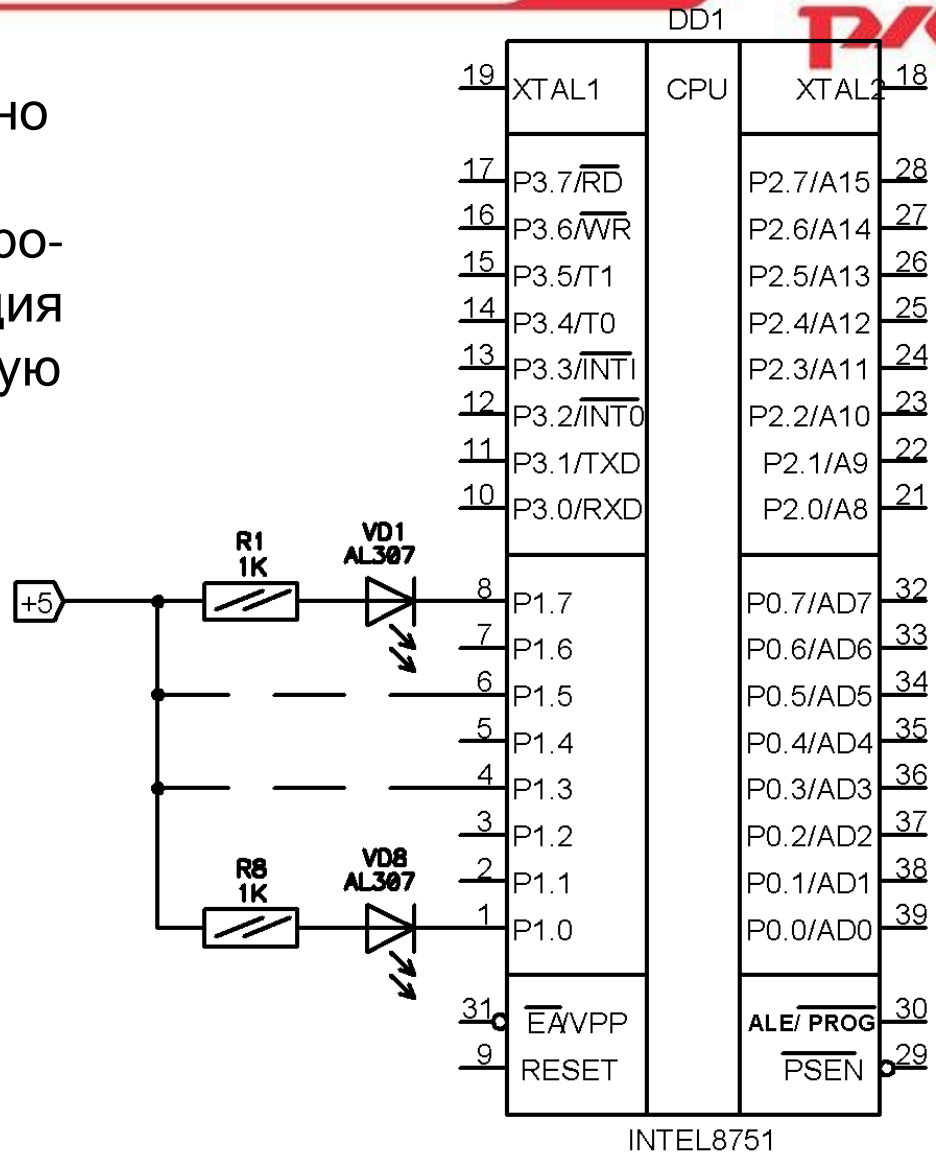 DD1
но
ро-
ция
ую
19 XTAL1 CPU XTAL2 18
17 P3.7/RD P2.7/A15 28
16 P3.6/WR P2.6/A14 27
15 P3.5/T1 P2.5/A13 26
14 P3.4/T0 P2.4/A12 25
13 P3.3/INTI P2.3/A11 24
12 P3.2/INT0 P2.2/A10 23
11 P3.1/TXD P2.1/A9 22
10 P3.0/RXD P2.0/A8 21
R1
1K
VD1
AL307
+5
8 P1.7 P0.7/AD7 32
7 P1.6 P0.6/AD6 33
6 P1.5 P0.5/AD5 34
5 P1.4 P0.4/AD4 35
4 P1.3 P0.3/AD3 36
3 P1.2 P0.2/AD2 37
2 P1.1 P0.1/AD1 38
R8
1K
VD8
AL307
1 P1.0 P0.0/AD0 39
31 EA/VPP ALE/ PROG 30
9 RESET PSEN 29
INTEL8751